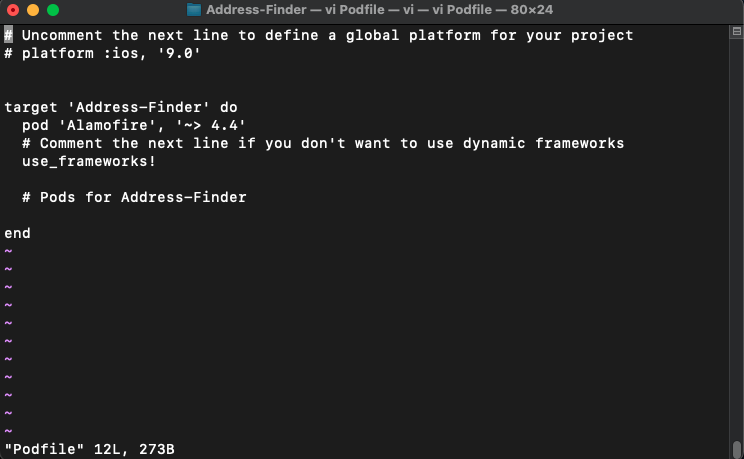 Address-Finder — vi Podfile — vi — vi Podfile — 80×24
# Uncomment the next line to define a global platform for your project
# platform :ios, '9.0'
target 'Address-Finder' do
  pod 'Alamofire', '~> 4.4'
  # Comment the next line if you don't want to use dynamic frameworks
  use_frameworks!
  # Pods for Address-Finder
end
~
~
~
~
~
~
~
~
~
~
~
"Podfile" 12L, 273B